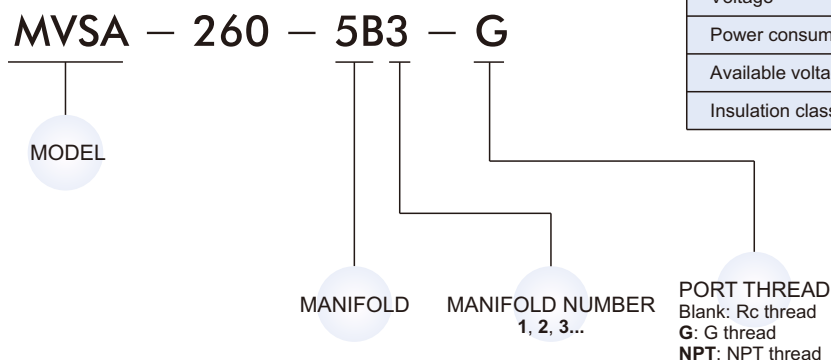 Voltage
MVSA – 260 – 5B3 – G
Power consum
Available volta
Insulation class
MODEL
MANIFOLD
MANIFOLD NUMBER
1, 2, 3...
PORT THREAD
Blank: Rc thread
G: G thread
NPT: NPT thread